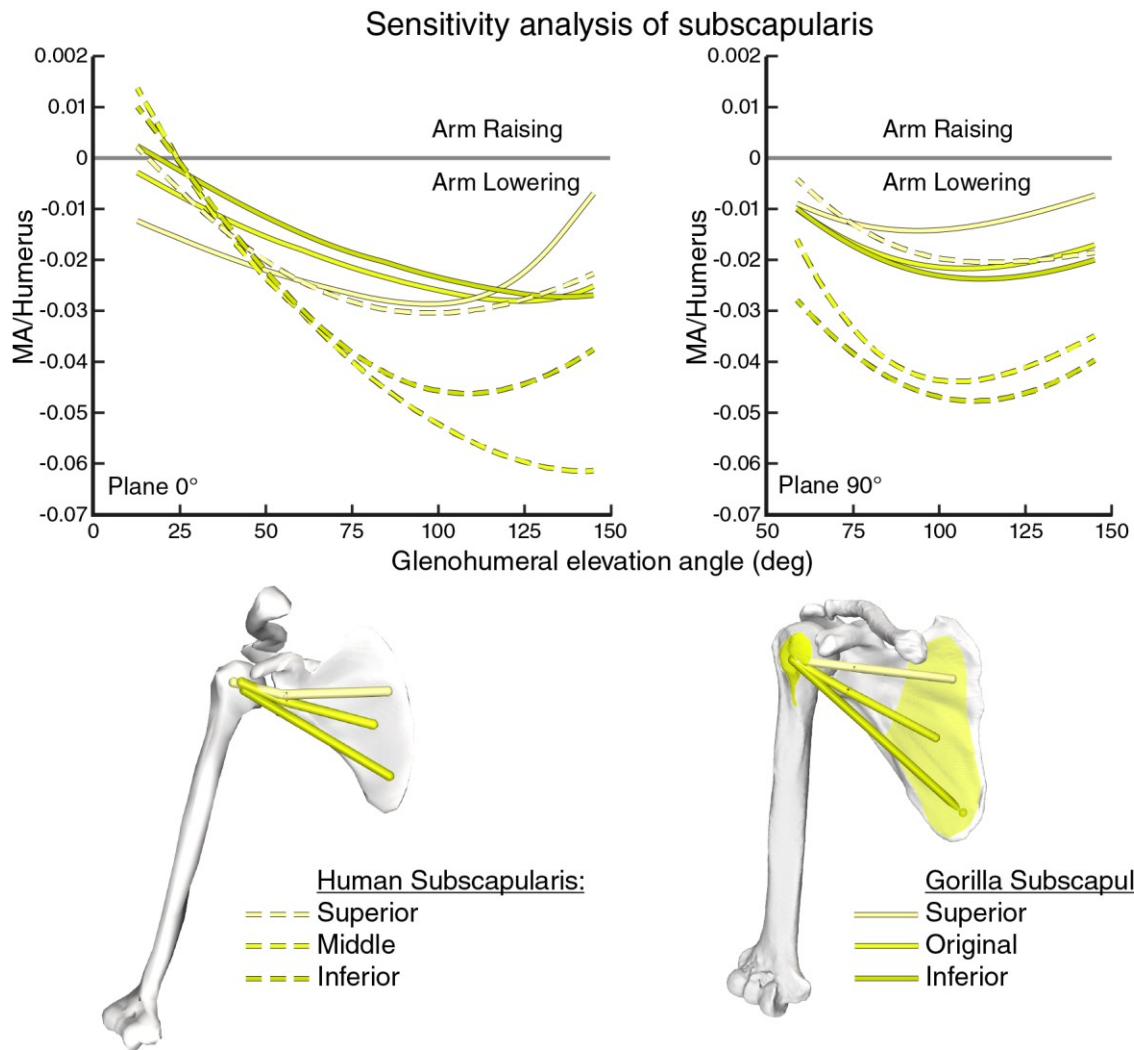 Sensitivity analysis of subscapularis
0.002
0.01
0
-0.01
-0.02
-0.03
-0.04
-0.05
-0.06
-0.07
MA/Humerus
Arm Raising
Arm Lowering
Plane 0°
0 25 50 75 100 125 150
0.002
0.01
0
-0.01
-0.02
-0.03
-0.04
-0.05
-0.06
-0.07
MA/Humerus
Arm Raising
Arm Lowering
Plane 90°
50 75 100 125 150
Glenohumeral elevation angle (deg)
Human Subscapularis:
Superior
Middle
Inferior
Gorilla Subscapul
Superior
Original
Inferior